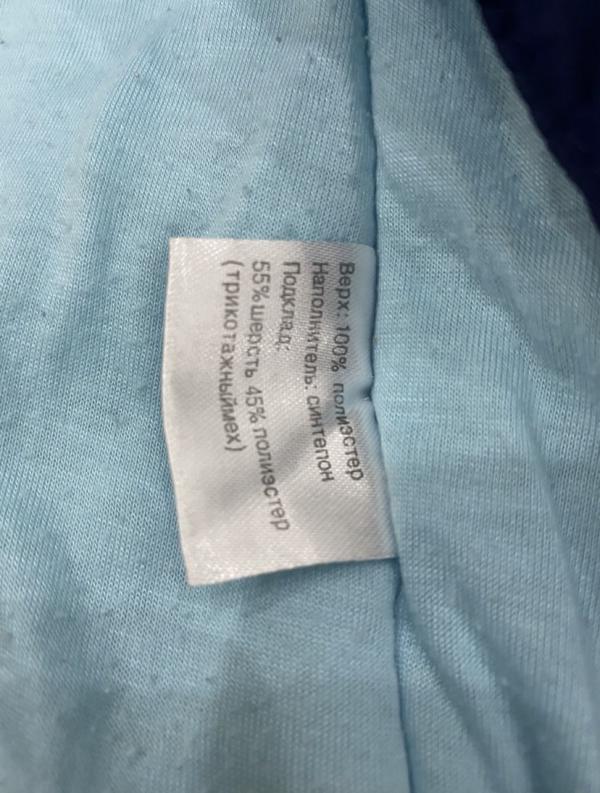 Верх: 100% полиэстер
Наполнитель: синтепон
Подклад:
55%шерсть 45% полиэстер
(трикотажныймех)